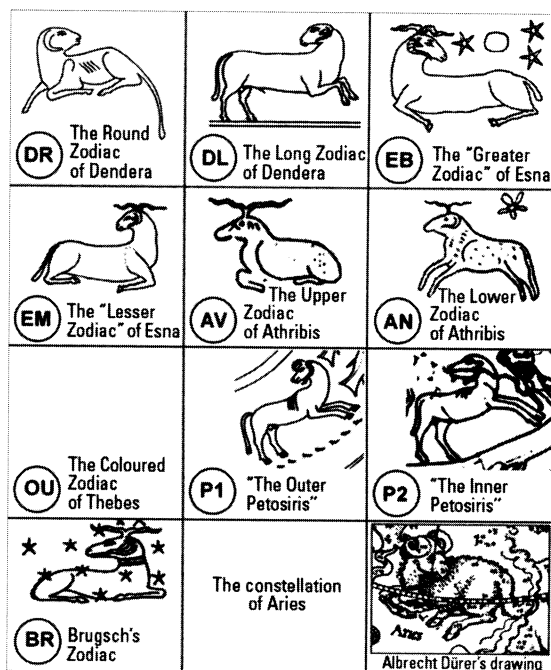 DR
The Round
Zodiac
of Dendera
DL
The Long Zodiac
of Dendera
EB
The "Greater
Zodiac" of Esna
EM
The "Lesser
Zodiac" of Esna
AV
The Upper
Zodiac
of Athribis
AN
The Lower
Zodiac
of Athribis
OU
The Coloured
Zodiac
of Thebes
P1
"The Outer
Petosiris"
P2
"The Inner
Petosiris"
BR
Brugsch's
Zodiac
The constellation
of Aries
Aries
Albrecht Dürer's drawing